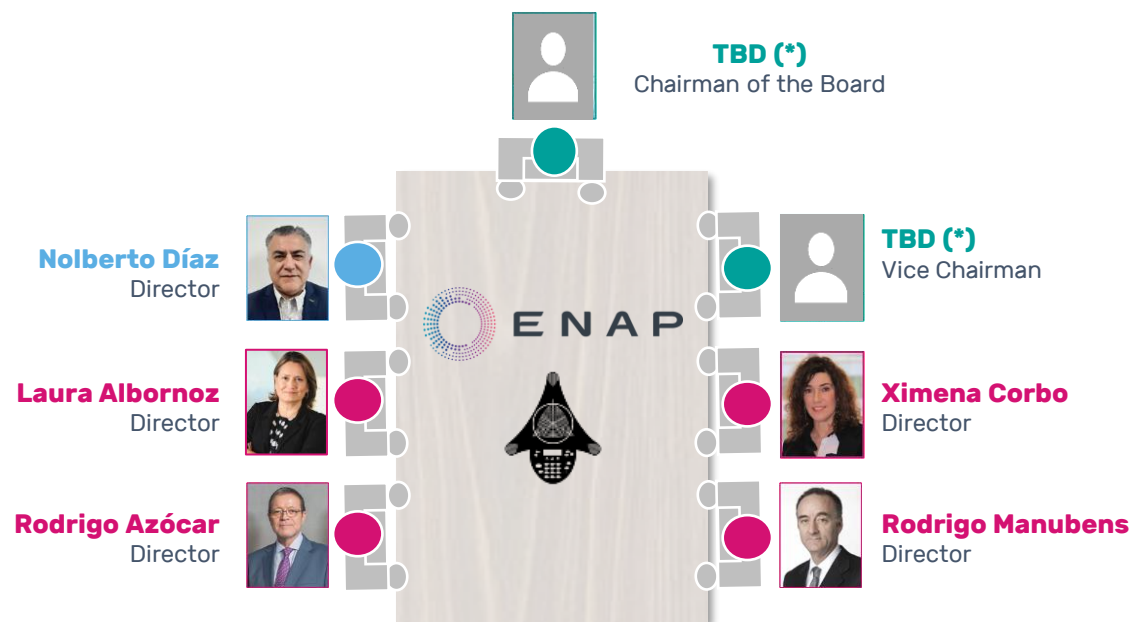 TBD (*)
Chairman of the Board
Nolberto Díaz
Director
TBD (*)
Vice Chairman
ENAP
Laura Albornoz
Director
Ximena Corbo
Director
Rodrigo Azócar
Director
Rodrigo Manubens
Director